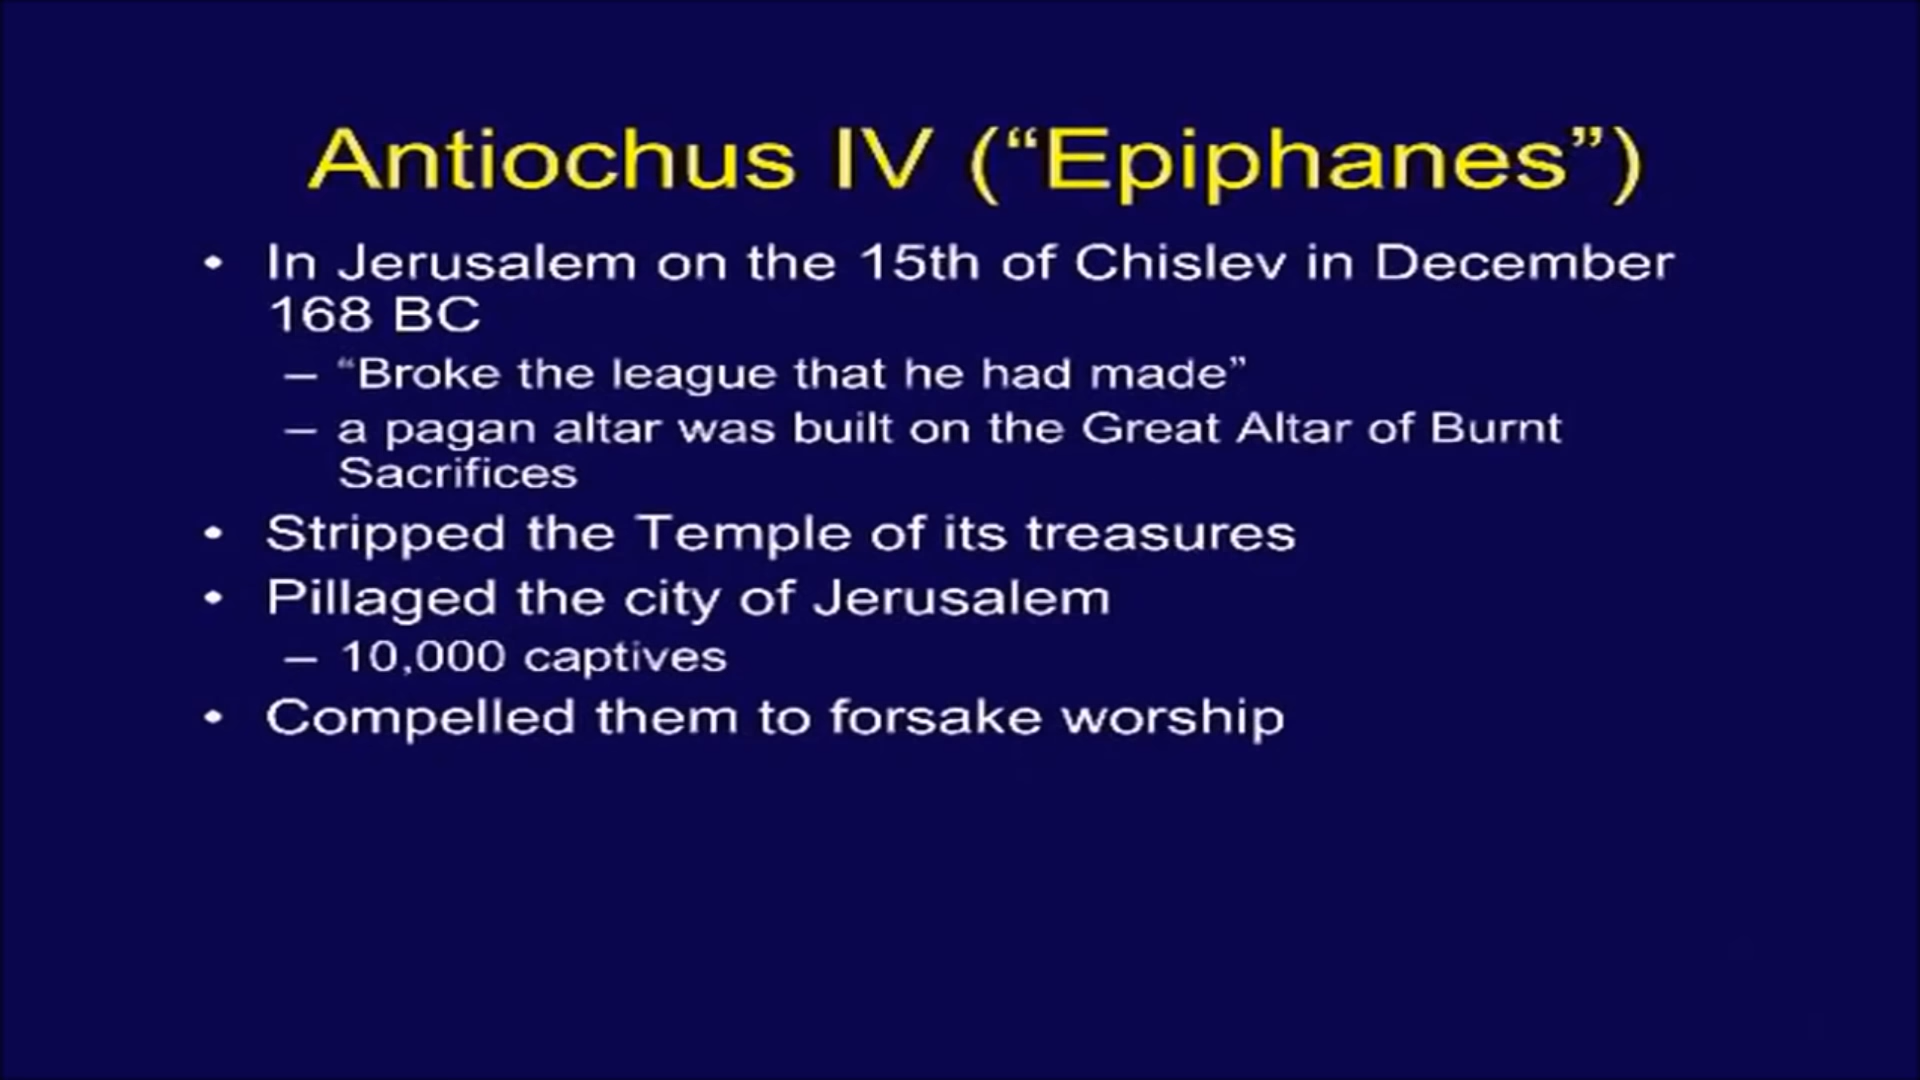 Antiochus IV (“Epiphanes”)
• In Jerusalem on the 15th of Chislev in December
168 BC
– “Broke the league that he had made”
– a pagan altar was built on the Great Altar of Burnt
Sacrifices
• Stripped the Temple of its treasures
• Pillaged the city of Jerusalem
– 10,000 captives
• Compelled them to forsake worship